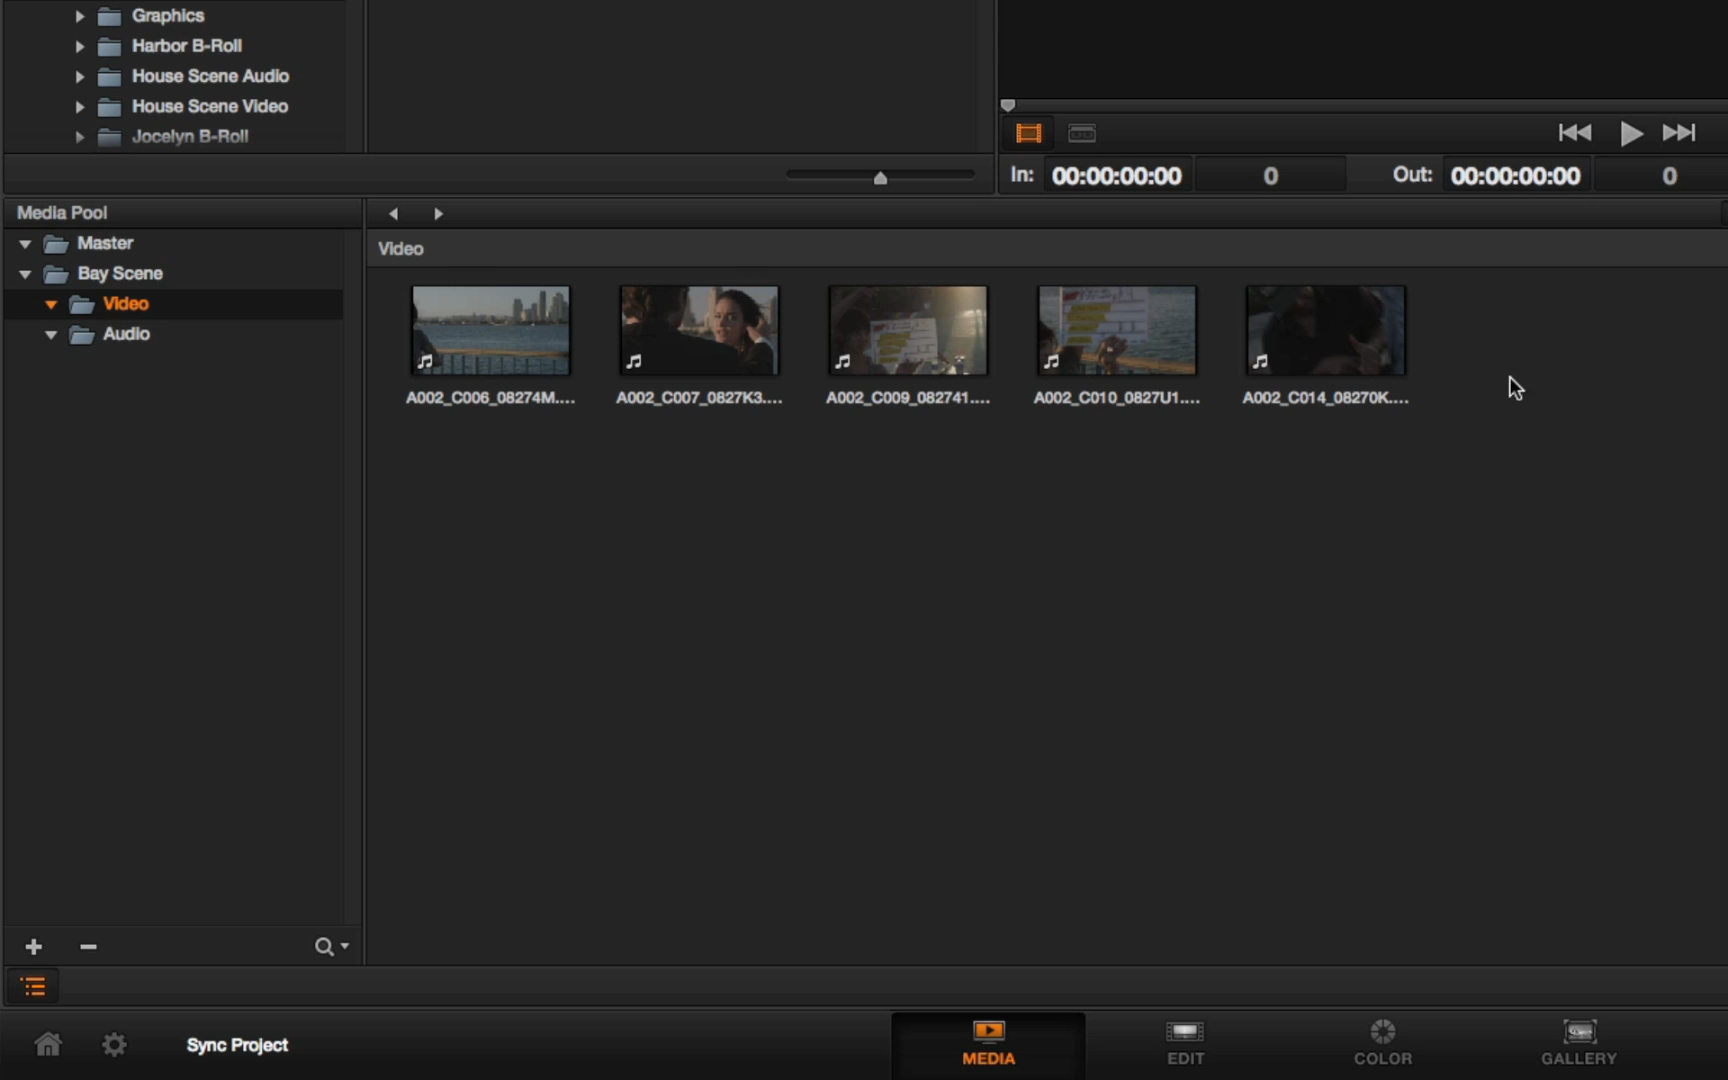 Graphics
Harbor B-Roll
House Scene Audio
House Scene Video
Jocelyn B-Roll
In: 00:00:00:00 0 Out: 00:00:00:00 0
Media Pool
Master
Bay Scene
Video
Audio
Video
A002_C006_08274M.... A002_C007_0827K3.... A002_C009_082741.... A002_C010_0827U1.... A002_C014_08270K....
Sync Project
MEDIA EDIT COLOR GALLERY